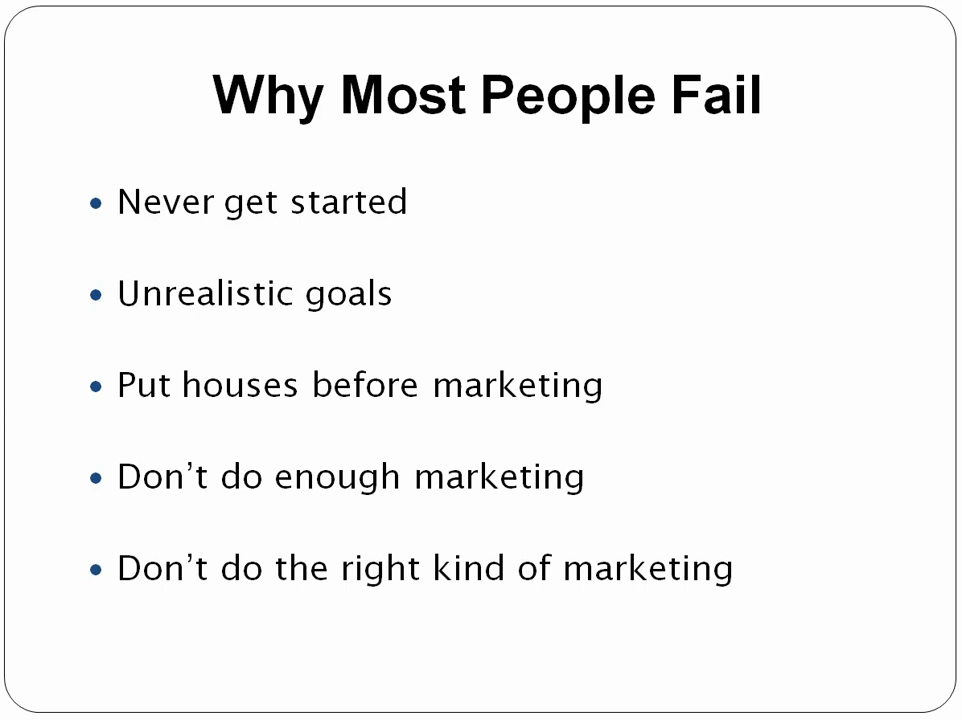 Why Most People Fail
• Never get started
• Unrealistic goals
• Put houses before marketing
• Don’t do enough marketing
• Don’t do the right kind of marketing